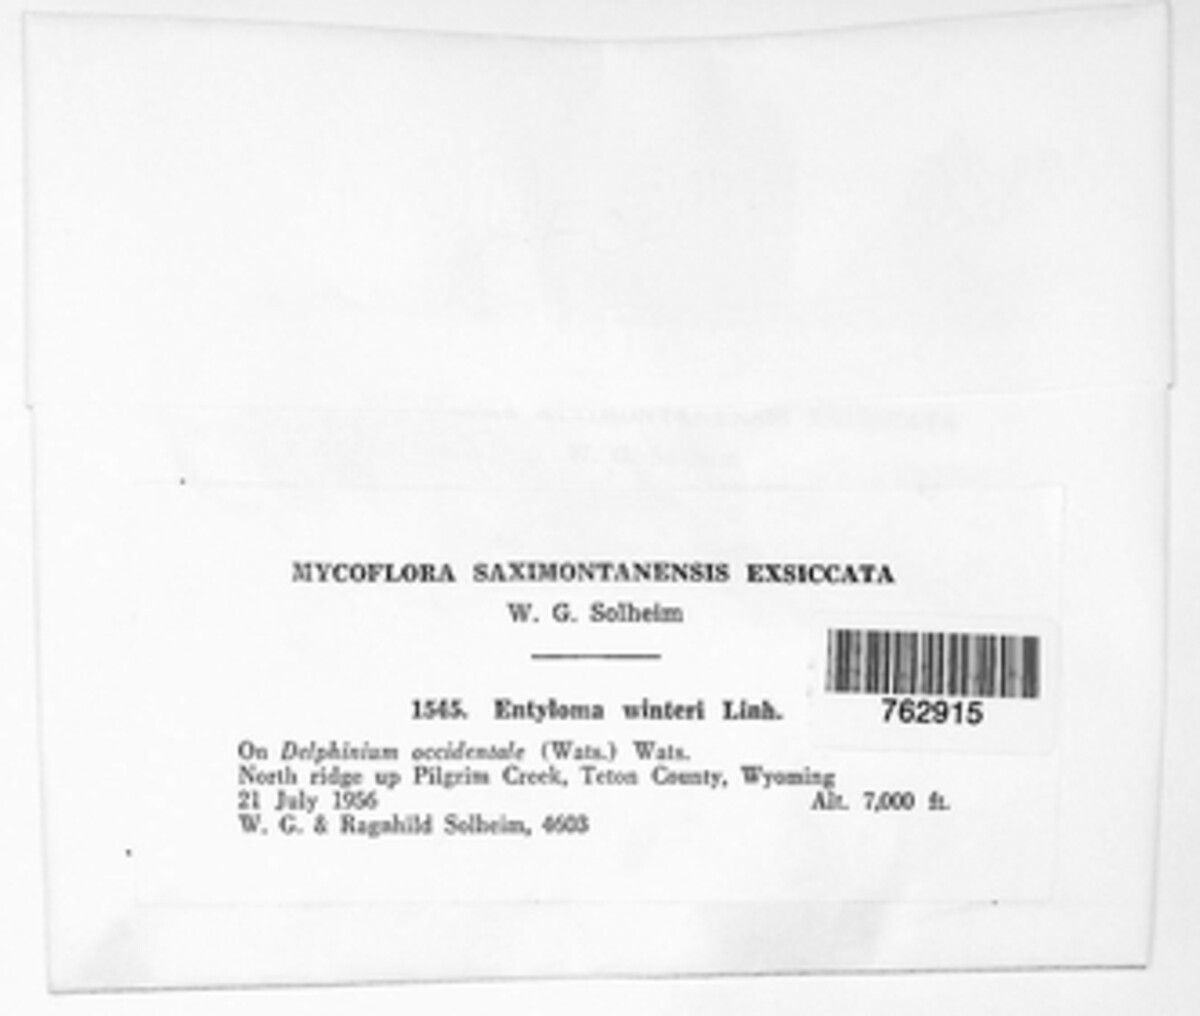 MYCOFLORA SAXIMONTANENSIS EXSICCATA
W. G. Solheim
1545. Entyloma winteri Linh.
762915
On Delphinium occidentale (Wats.) Wats.
North ridge up Pilgrim Creek, Teton County, Wyoming
21 July 1956 Alt. 7,000 ft.
W. G. & Ragnhild Solheim, 4603